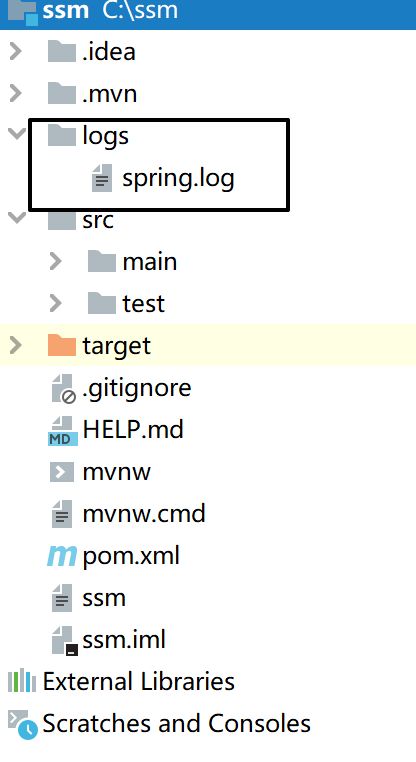 ssm C:\ssm
.idea
.mvn
logs
spring.log
src
main
test
target
.gitignore
HELP.md
MD
mvnw
mvnw.cmd
m pom.xml
ssm
ssm.iml
External Libraries
Scratches and Consoles